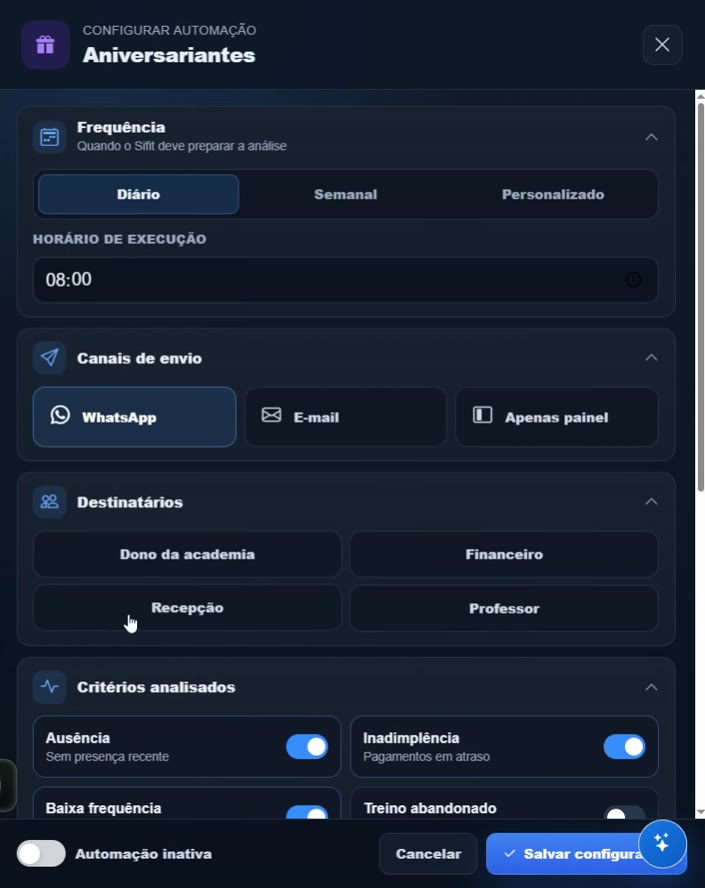 CONFIGURAR AUTOMAÇÃO
Aniversariantes
Frequência
Quando o Sifit deve preparar a análise
Diário
Semanal
Personalizado
HORÁRIO DE EXECUÇÃO
08:00
Canais de envio
WhatsApp
E-mail
Apenas painel
Destinatários
Dono da academia
Financeiro
Recepção
Professor
Critérios analisados
Ausência
Sem presença recente
Inadimplência
Pagamentos em atraso
Baixa frequência
Treino abandonado
Automação inativa
Cancelar
Salvar configura